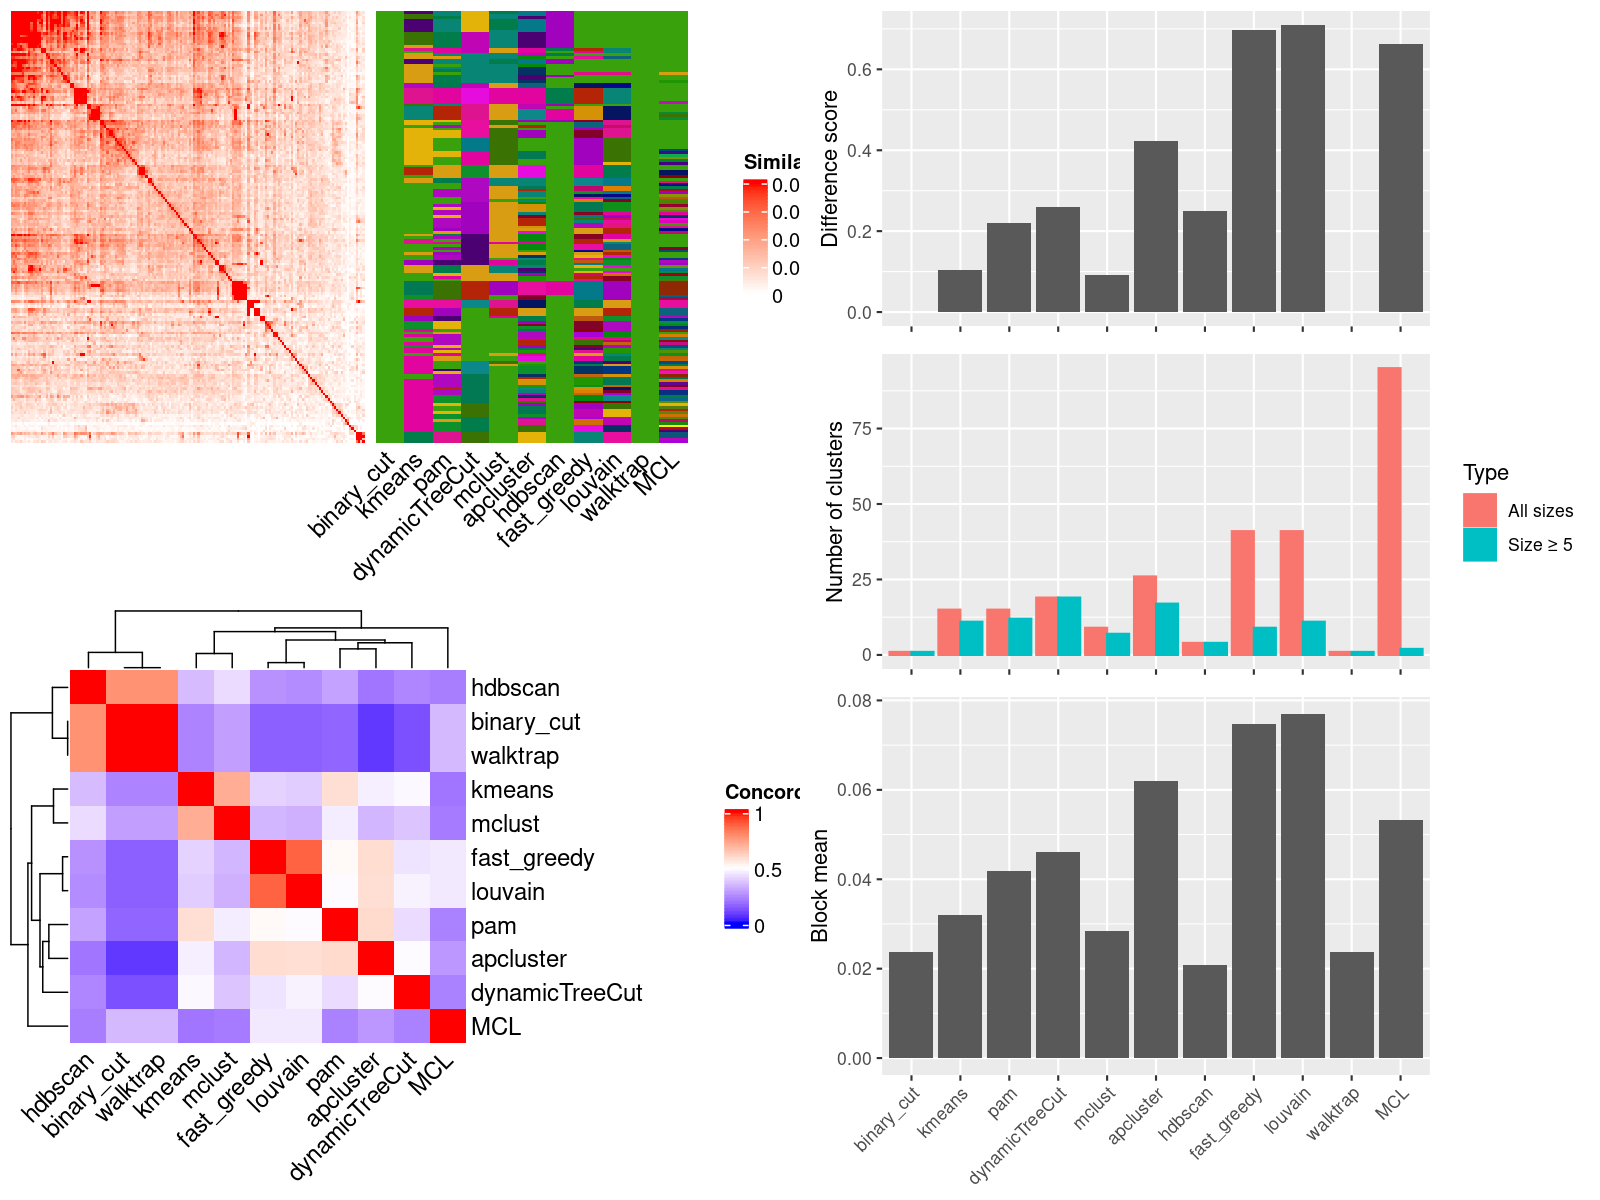 Simila
0.0
0.0
0.0
0.0
0
binary_cut
kmeans
pam
dynamicTreeCut
mclust
apcluster
hdbscan
fast_greedy
louvain
walktrap
MCL
Difference score
0.6
0.4
0.2
0.0
Number of clusters
75
50
25
0
Type
All sizes
Size ≥ 5
hdbscan
binary_cut
walktrap
kmeans
mclust
fast_greedy
louvain
pam
apcluster
dynamicTreeCut
MCL
hdbscan
binary_cut
walktrap
kmeans
mclust
fast_greedy
louvain
pam
apcluster
dynamicTreeCut
MCL
Concord
1
0.5
0
Block mean
0.08
0.06
0.04
0.02
0.00
binary_cut
kmeans
pam
dynamicTreeCut
mclust
apcluster
hdbscan
fast_greedy
louvain
walktrap
MCL